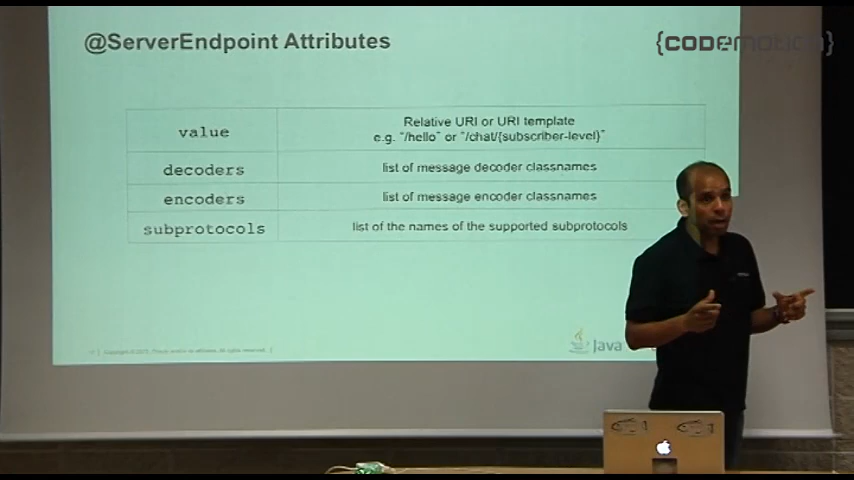 @ServerEndpoint Attributes
{codemotion}
value
Relative URI or URI template
e.g. "/hello" or "/chat/{subscriber-level}"
decoders
list of message decoder classnames
encoders
list of message encoder classnames
subprotocols
list of the names of the supported subprotocols
Java